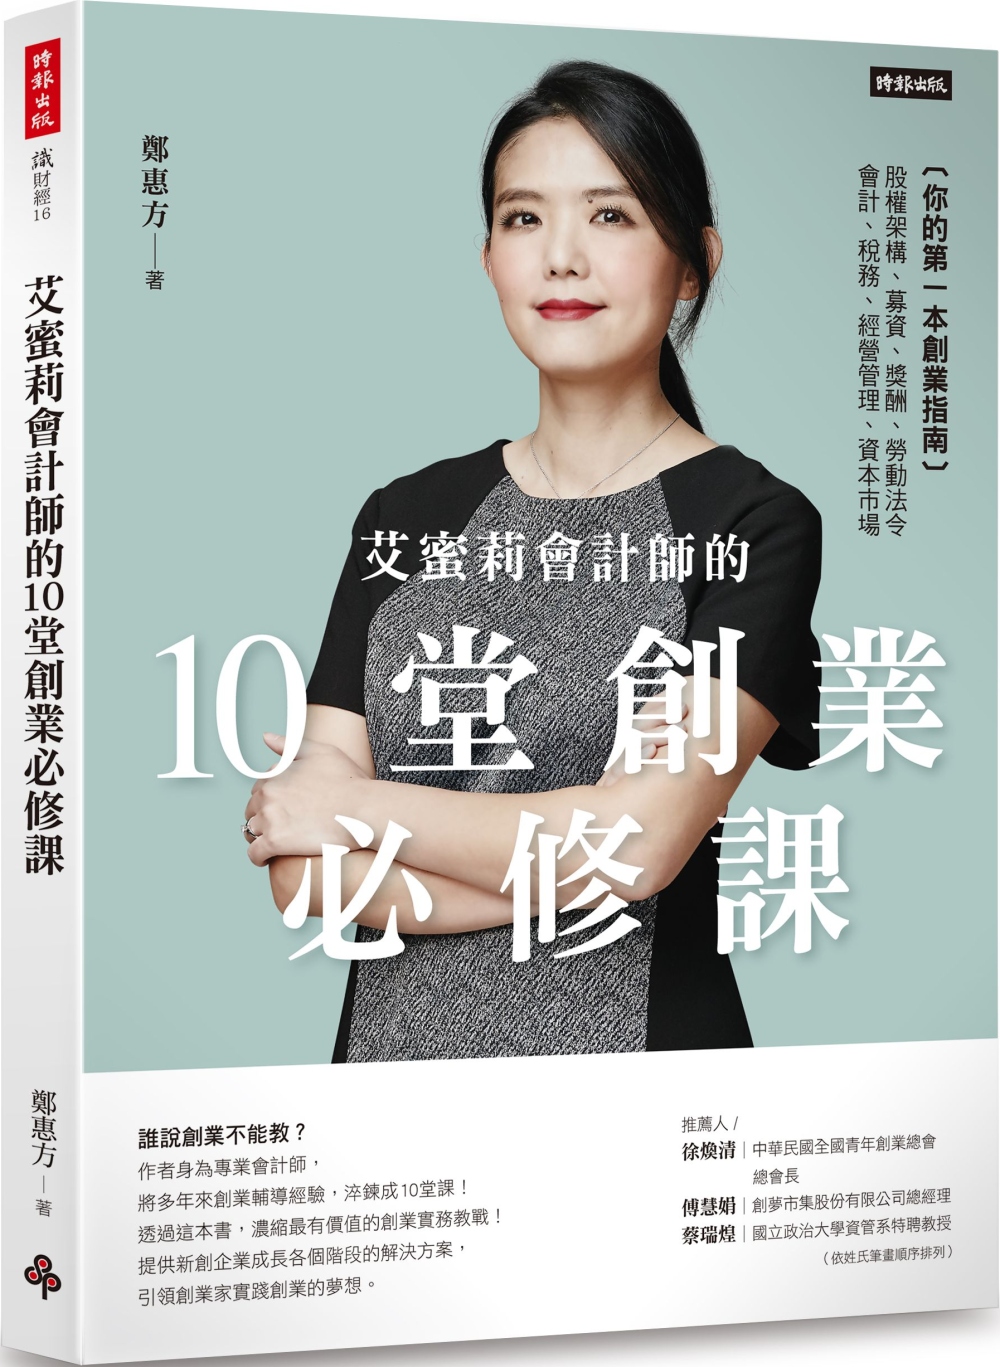 時報出版
識財經16
艾蜜莉會計師的10堂創業必修課
鄭惠方 著
時報出版
〔你的第一本創業指南〕
股權架構、募資、獎酬、勞動法令
會計、稅務、經營管理、資本市場
鄭惠方──著
艾蜜莉會計師的
10堂創業
必修課
誰說創業不能教？
作者身為專業會計師，
將多年來創業輔導經驗，淬鍊成10堂課！
透過這本書，濃縮最有價值的創業實務教戰！
提供新創企業成長各個階段的解決方案，
引領創業家實踐創業的夢想。
推薦人/
徐煥清｜中華民國全國青年創業總會
總會長
傅慧娟｜創夢市集股份有限公司總經理
蔡瑞煌｜國立政治大學資管系特聘教授
（依姓氏筆畫順序排列）